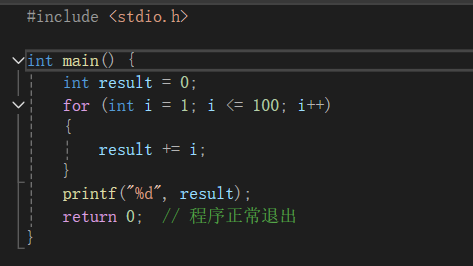 #include <stdio.h>
int main() {
    int result = 0;
    for (int i = 1; i <= 100; i++)
    {
        result += i;
    }
    printf("%d", result);
    return 0;  // 程序正常退出
}